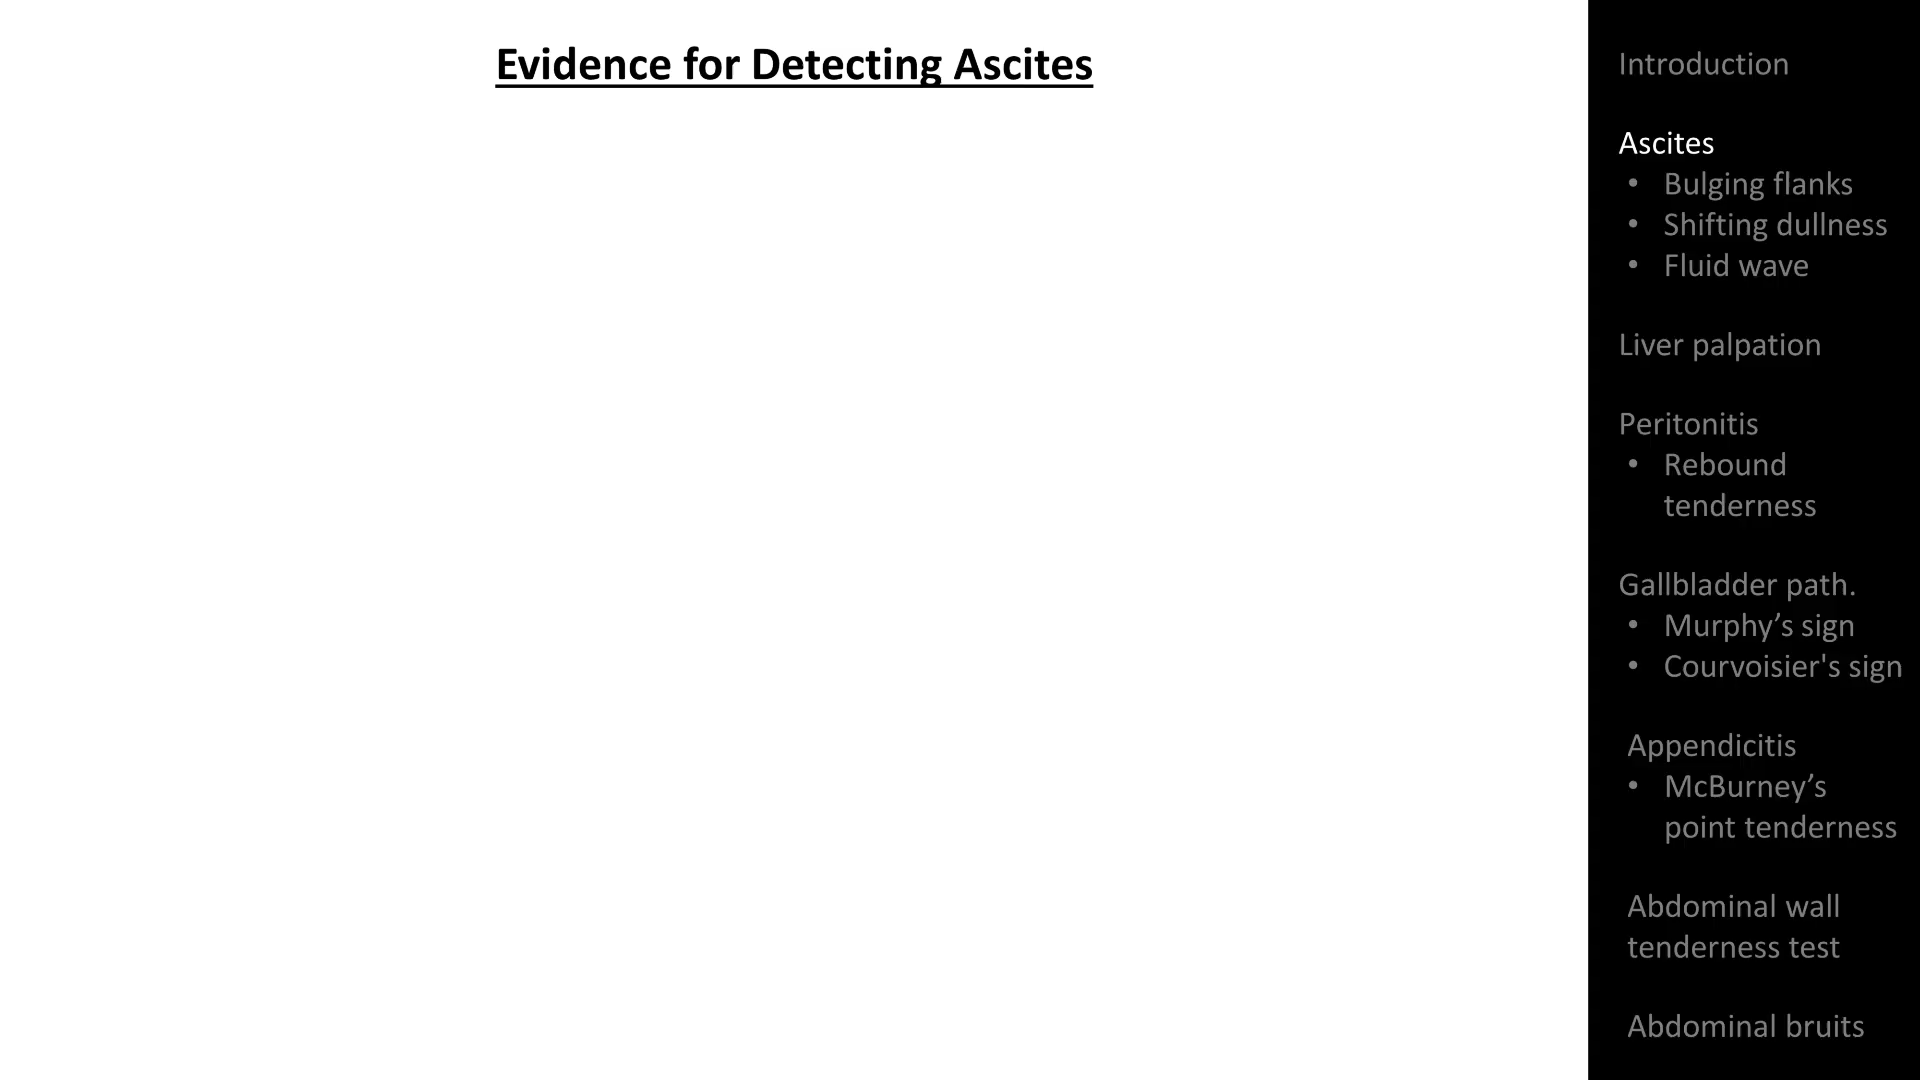 Evidence for Detecting Ascites
Introduction
Ascites
• Bulging flanks
• Shifting dullness
• Fluid wave
Liver palpation
Peritonitis
• Rebound
tenderness
Gallbladder path.
• Murphy’s sign
• Courvoisier's sign
Appendicitis
• McBurney’s
point tenderness
Abdominal wall
tenderness test
Abdominal bruits